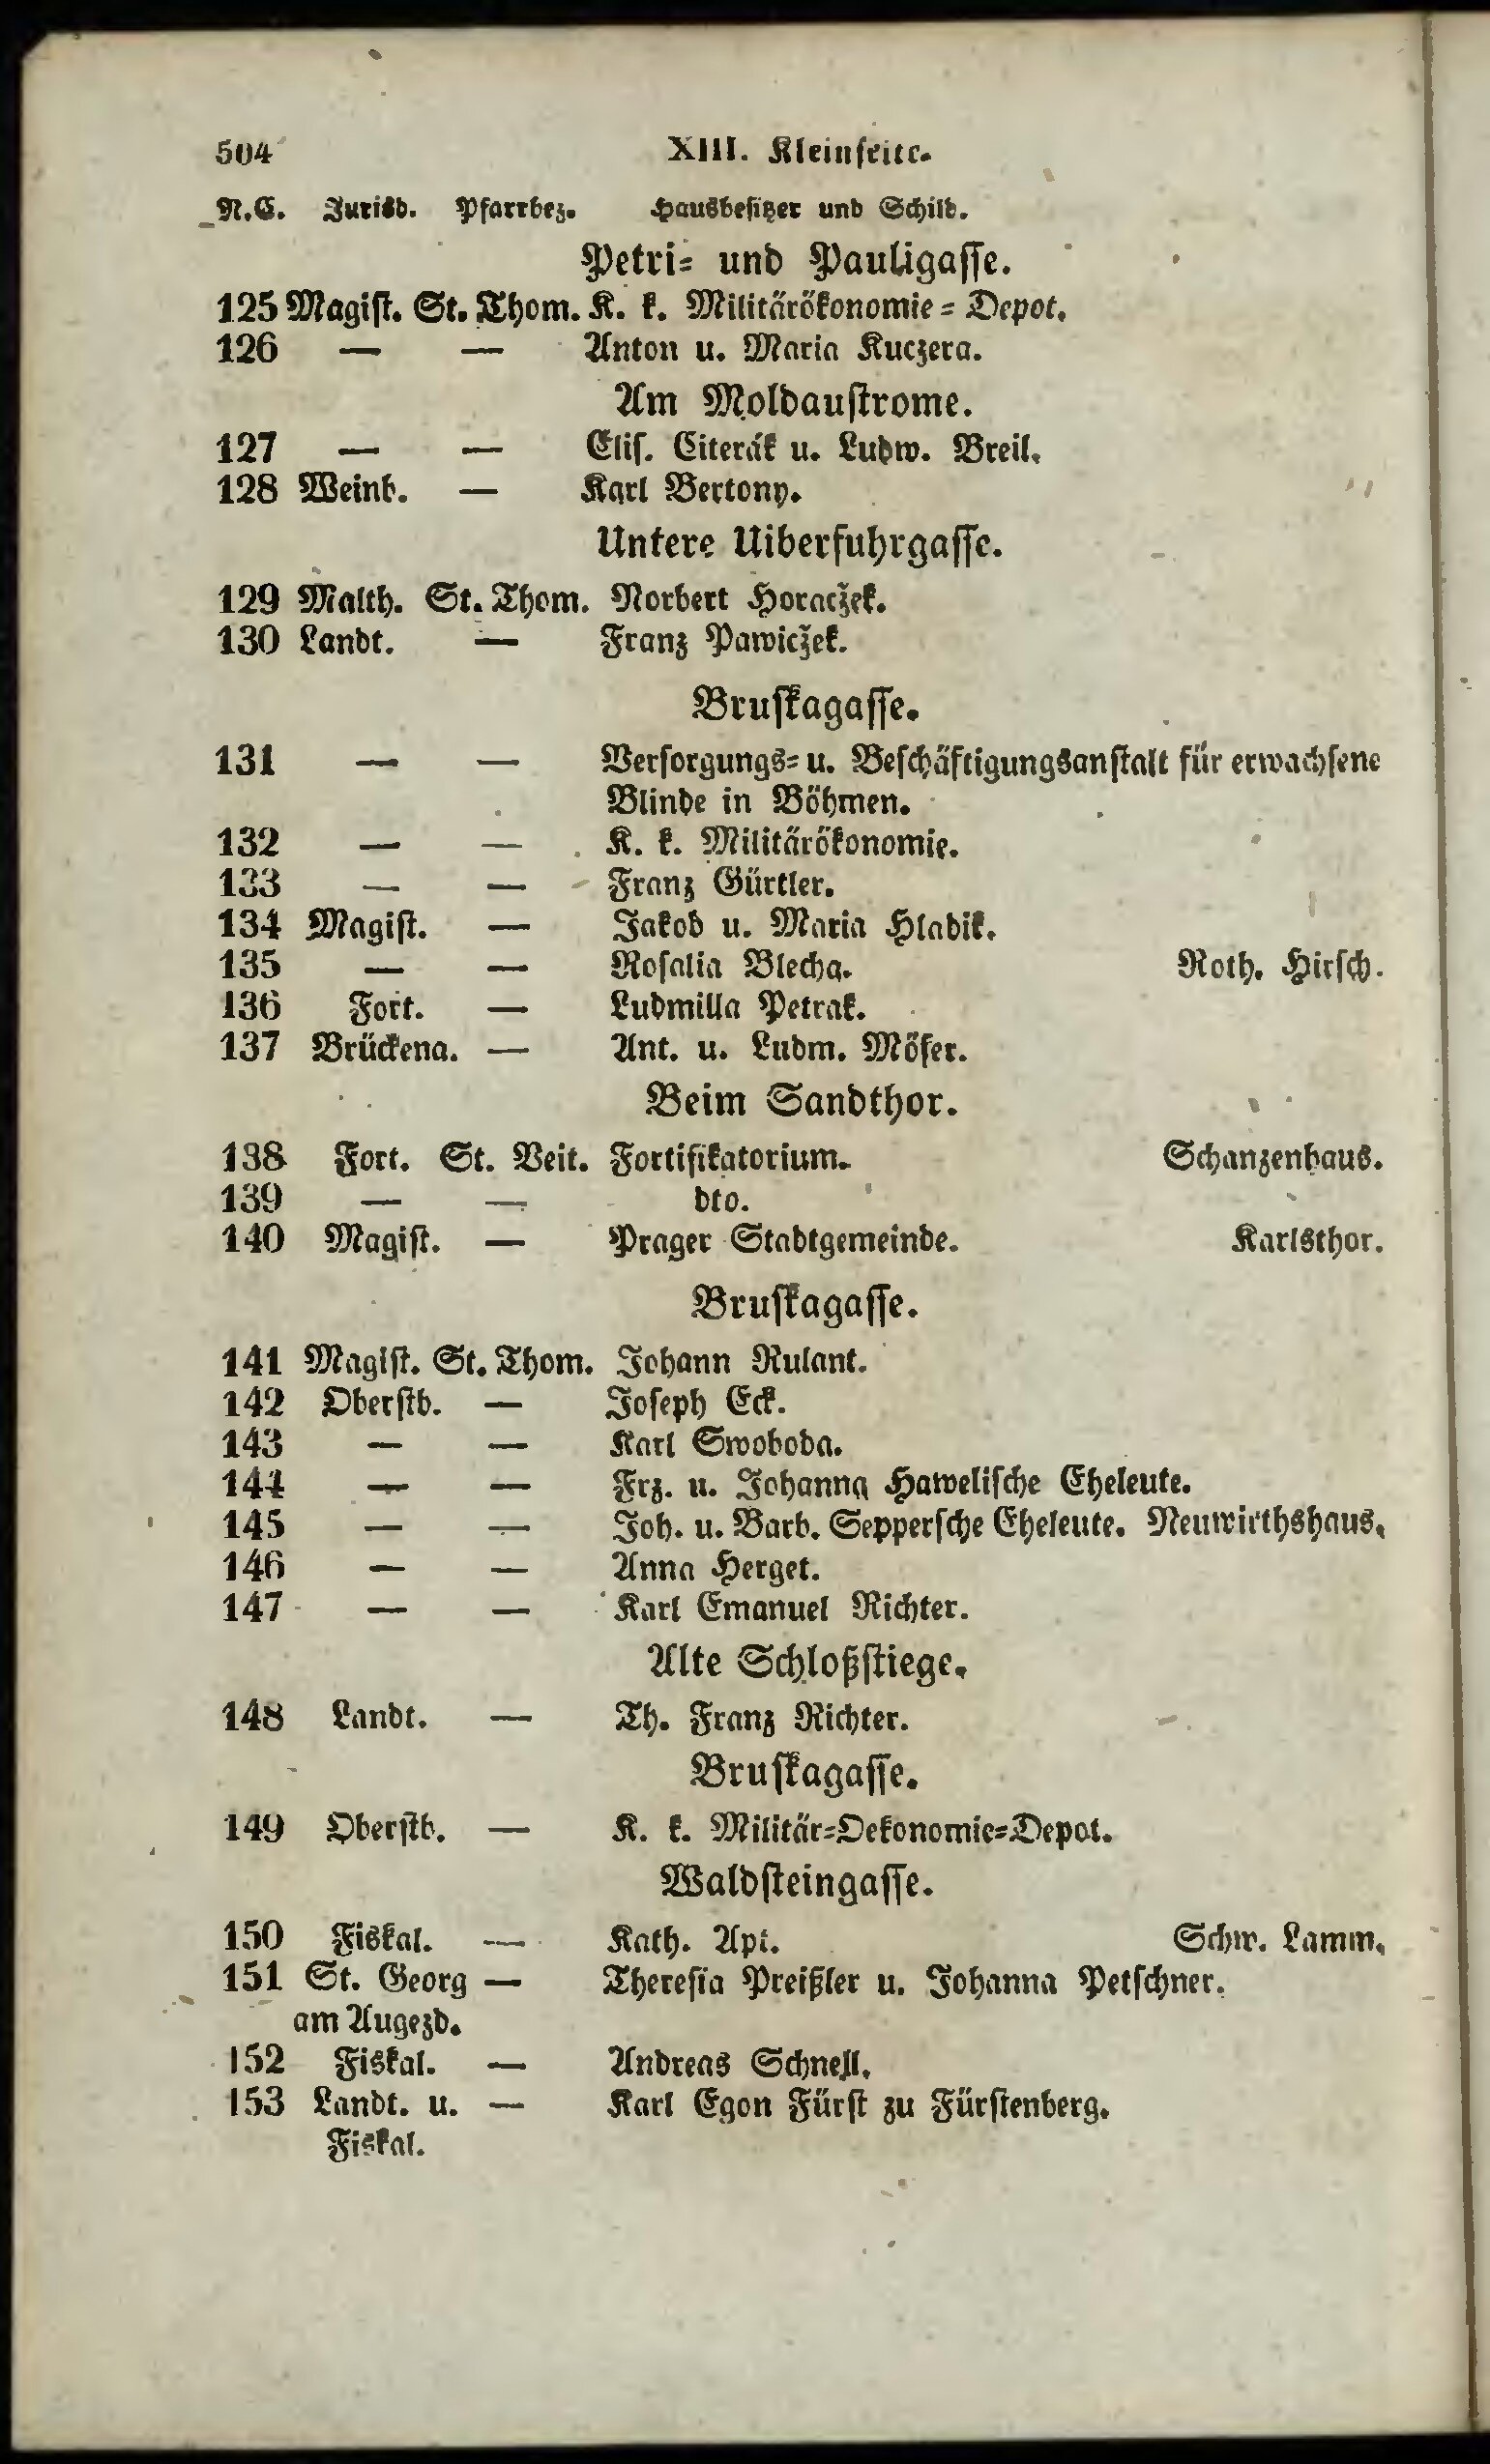 504 XIII. Kleinseite.
N.C. Jurisd. Pfarrbez. Hausbesitzer und Schild.
Petri- und Pauligasse.
125 Magist. St. Thom. K. k. Militärökonomie-Depot.
126 — — Anton u. Maria Kuczera.
Am Moldaustrome.
127 — — Elis. Citerák u. Ludw. Breil.
128 Weinb. — Karl Bertony.
Untere Uiberfuhrgasse.
129 Malth. St. Thom. Norbert Horaczek.
130 Landt. — Franz Pawiczek.
Bruskagasse.
131 — — Versorgungs- u. Beschäftigungsanstalt für erwachsene
Blinde in Böhmen.
132 — — K. k. Militärökonomie.
133 — — Franz Gürtler.
134 Magist. — Jakob u. Maria Hladik.
135 — — Rosalia Blecha. Roth. Hirsch.
136 Fort. — Ludmilla Petrak.
137 Brückena. — Ant. u. Ludm. Möser.
Beim Sandthor.
138 Fort. St. Veit. Fortifikatorium. Schanzenhaus.
139 — — dto.
140 Magist. — Prager Stadtgemeinde. Karlsthor.
Bruskagasse.
141 Magist. St. Thom. Johann Rulant.
142 Oberstb. — Joseph Eck.
143 — — Karl Swoboda.
144 — — Frz. u. Johanna Hawelische Eheleute.
145 — — Joh. u. Barb. Seppersche Eheleute. Neuwirthshaus.
146 — — Anna Herget.
147 — — Karl Emanuel Richter.
Alte Schloßstiege.
148 Landt. — Th. Franz Richter.
Bruskagasse.
149 Oberstb. — K. k. Militär-Oekonomie-Depot.
Waldsteingasse.
150 Fiskal. — Kath. Api. Schw. Lamm.
151 St. Georg — Theresia Preißler u. Johanna Petschner.
am Augezd.
152 Fiskal. — Andreas Schnell.
153 Landt. u. — Karl Egon Fürst zu Fürstenberg.
Fiskal.